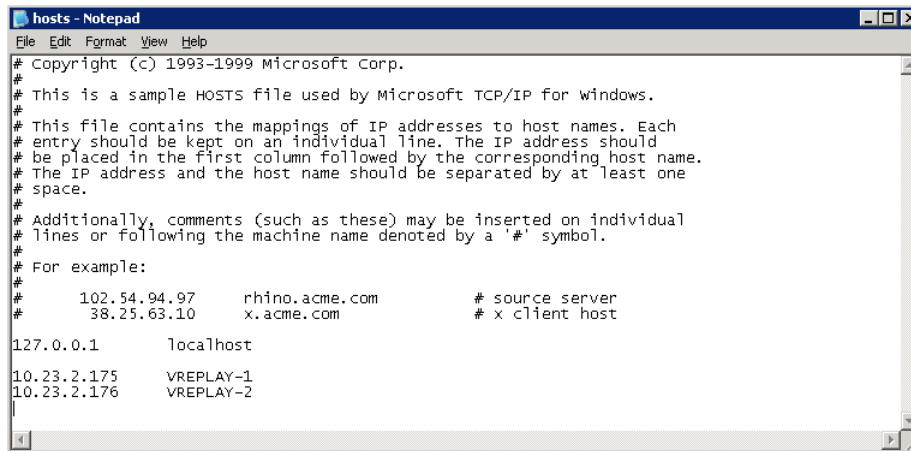 hosts - Notepad
File Edit Format View Help
# Copyright (c) 1993-1999 Microsoft Corp.
#
# This is a sample HOSTS file used by Microsoft TCP/IP for Windows.
#
# This file contains the mappings of IP addresses to host names. Each
# entry should be kept on an individual line. The IP address should
# be placed in the first column followed by the corresponding host name.
# The IP address and the host name should be separated by at least one
# space.
#
# Additionally, comments (such as these) may be inserted on individual
# lines or following the machine name denoted by a '#' symbol.
#
# For example:
#
#      102.54.94.97     rhino.acme.com          # source server
#       38.25.63.10     x.acme.com              # x client host
127.0.0.1       localhost
10.23.2.175     VREPLAY-1
10.23.2.176     VREPLAY-2